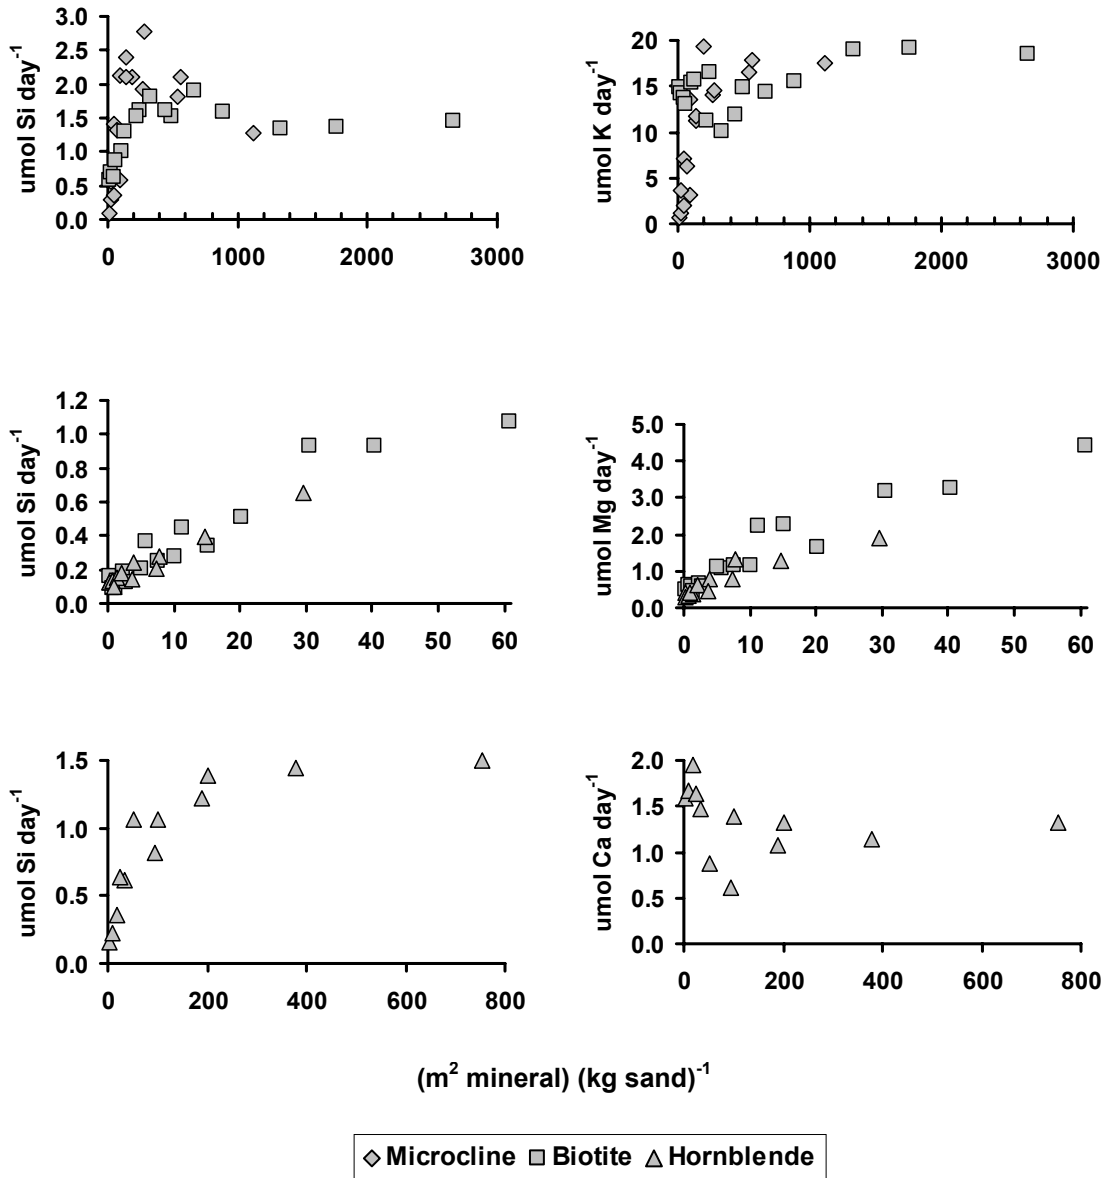 umol Si day⁻¹
3.0
2.5
2.0
1.5
1.0
0.5
0.0
0 1000 2000 3000
umol K day⁻¹
20
15
10
5
0
0 1000 2000 3000
umol Si day⁻¹
1.2
1.0
0.8
0.6
0.4
0.2
0.0
0 10 20 30 40 50 60
umol Mg day⁻¹
5.0
4.0
3.0
2.0
1.0
0.0
0 10 20 30 40 50 60
umol Si day⁻¹
1.5
1.0
0.5
0.0
0 200 400 600 800
umol Ca day⁻¹
2.0
1.5
1.0
0.5
0.0
0 200 400 600 800
(m² mineral) (kg sand)⁻¹
Microcline Biotite Hornblende